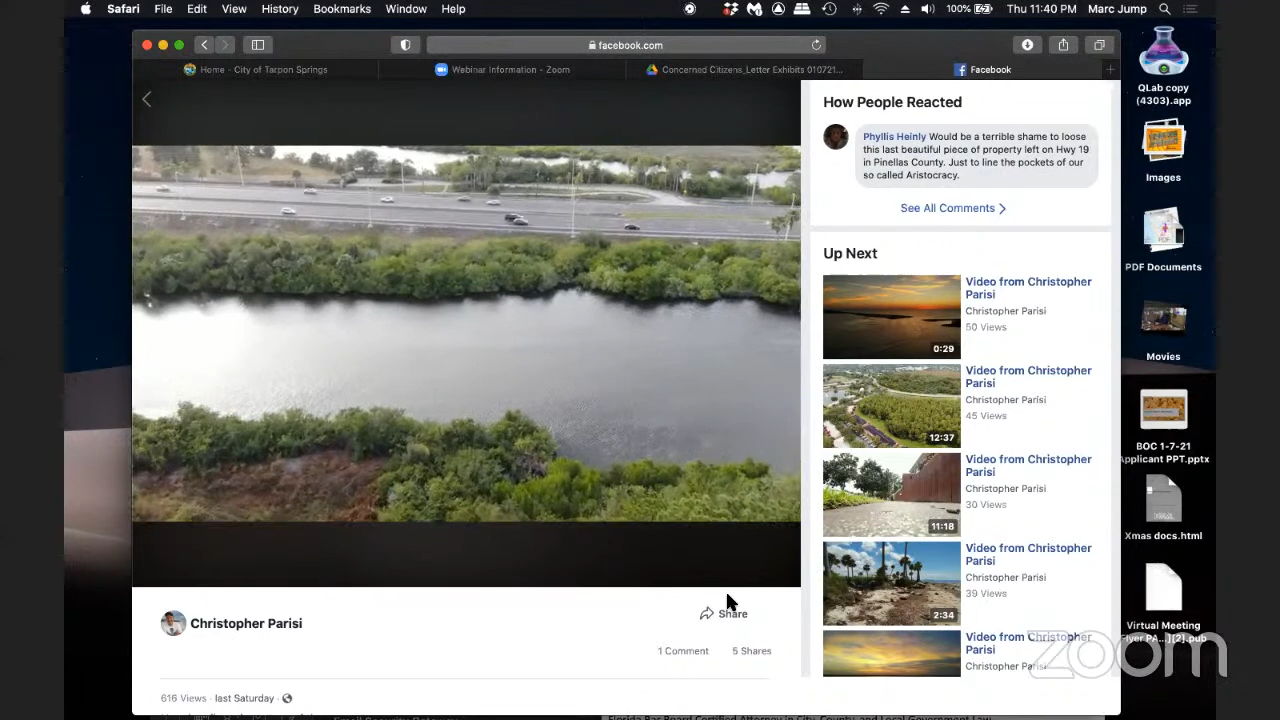 Safari File Edit View History Bookmarks Window Help 100% Thu 11:40 PM Marc Jump
facebook.com
Home - City of Tarpon Springs
Webinar Information - Zoom
Concerned Citizens_Letter Exhibits 010721...
Facebook
How People Reacted
Phyllis Heinly Would be a terrible shame to loose
this last beautiful piece of property left on Hwy 19
in Pinellas County. Just to line the pockets of our
so called Aristocracy.
See All Comments
Up Next
Video from Christopher
Parisi
Christopher Parisi
50 Views
0:29
Video from Christopher
Parisi
Christopher Parisi
45 Views
12:37
Video from Christopher
Parisi
Christopher Parisi
30 Views
11:18
Video from Christopher
Parisi
Christopher Parisi
39 Views
2:34
Video from Christopher
Parisi
Christopher Parisi
Christopher Parisi
Share
1 Comment 5 Shares
616 Views · last Saturday ·
QLab copy
(4303).app
Images
PDF Documents
Movies
BOC 1-7-21
Applicant PPT.pptx
Xmas docs.html
Virtual Meeting
Flyer PA...][2].pub
zoom